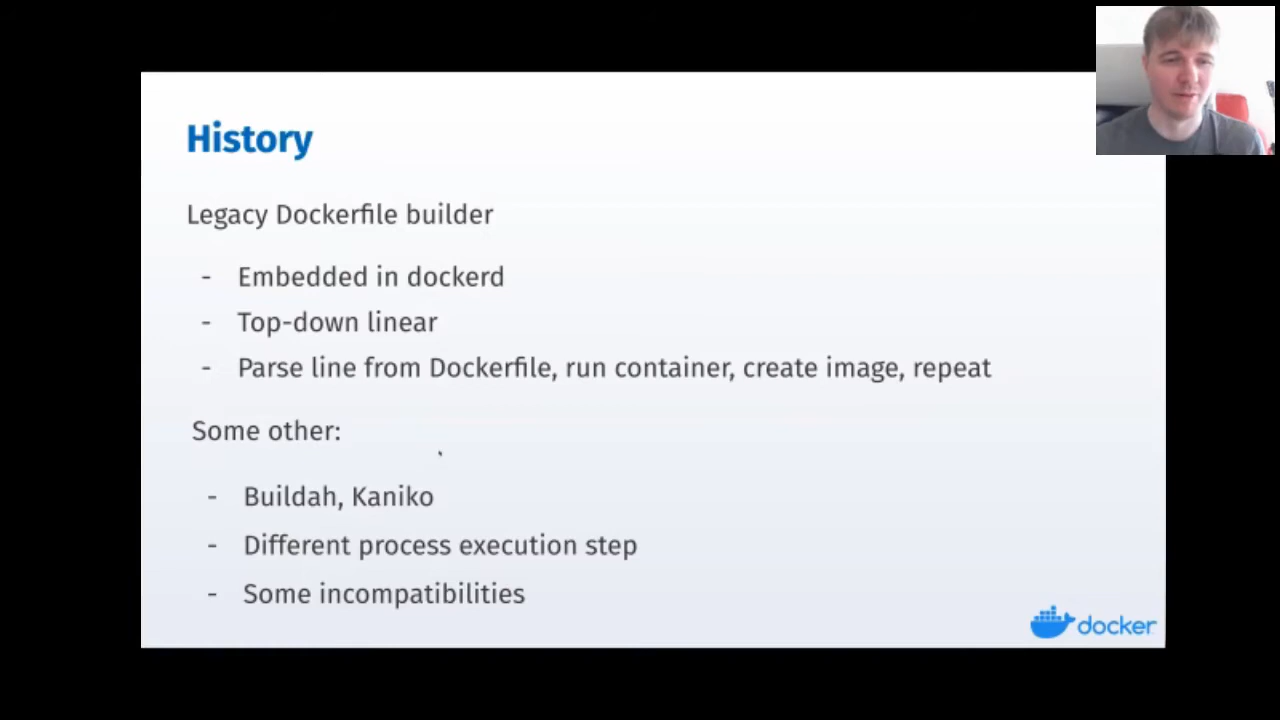 History
Legacy Dockerfile builder
- Embedded in dockerd
- Top-down linear
- Parse line from Dockerfile, run container, create image, repeat
Some other:
- Buildah, Kaniko
- Different process execution step
- Some incompatibilities
docker